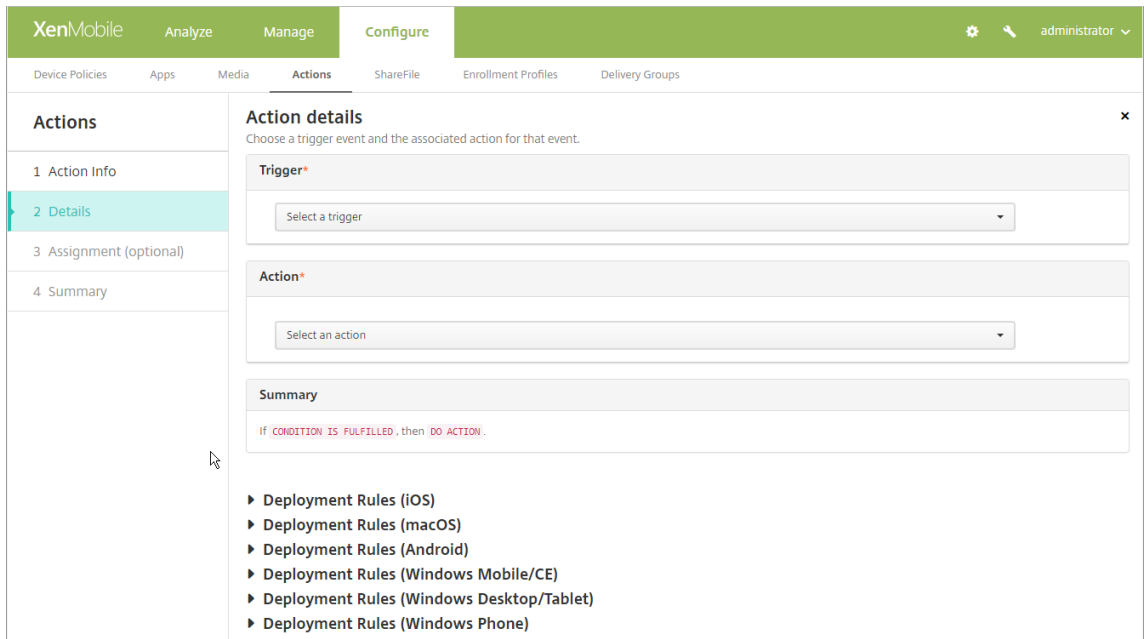 XenMobile Analyze Manage Configure administrator
Device Policies Apps Media Actions ShareFile Enrollment Profiles Delivery Groups
Actions
1 Action Info
2 Details
3 Assignment (optional)
4 Summary
Action details
Choose a trigger event and the associated action for that event.
Trigger*
Select a trigger
Action*
Select an action
Summary
If CONDITION IS FULFILLED, then DO ACTION.
Deployment Rules (iOS)
Deployment Rules (macOS)
Deployment Rules (Android)
Deployment Rules (Windows Mobile/CE)
Deployment Rules (Windows Desktop/Tablet)
Deployment Rules (Windows Phone)